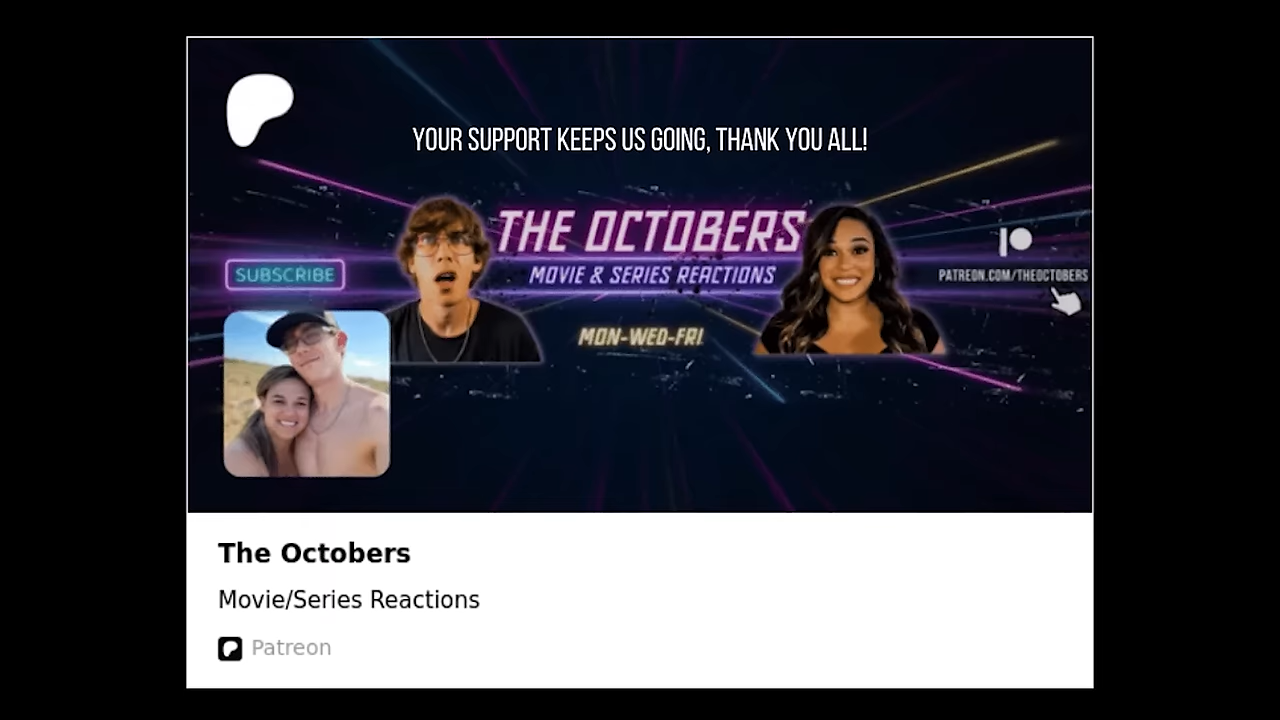 YOUR SUPPORT KEEPS US GOING, THANK YOU ALL!
THE OCTOBERS
MOVIE & SERIES REACTIONS
SUBSCRIBE
PATREON.COM/THEOCTOBERS
MON-WED-FRI
The Octobers
Movie/Series Reactions
Patreon